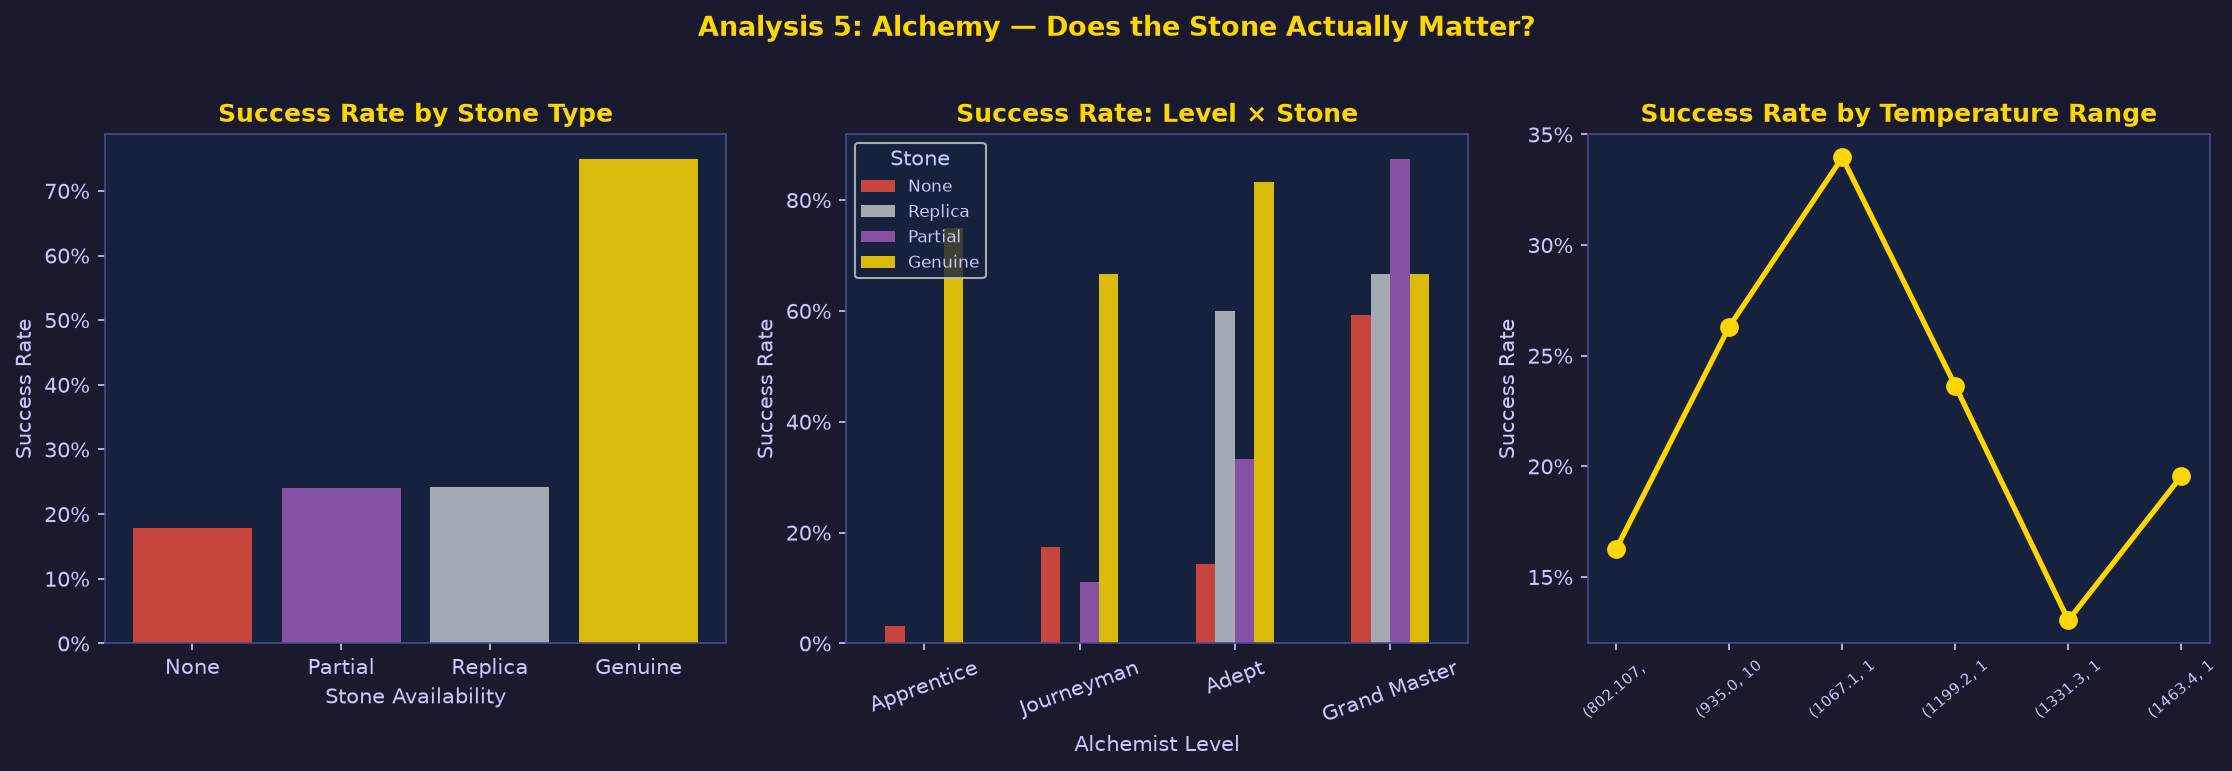 Analysis 5: Alchemy — Does the Stone Actually Matter?
Success Rate by Stone Type
Success Rate
70%
60%
50%
40%
30%
20%
10%
0%
None
Partial
Replica
Genuine
Stone Availability
Success Rate: Level × Stone
Success Rate
80%
60%
40%
20%
0%
Stone
None
Replica
Partial
Genuine
Apprentice
Journeyman
Adept
Grand Master
Alchemist Level
Success Rate by Temperature Range
Success Rate
35%
30%
25%
20%
15%
(802.107,
(935.0, 10
(1067.1, 1
(1199.2, 1
(1331.3, 1
(1463.4, 1